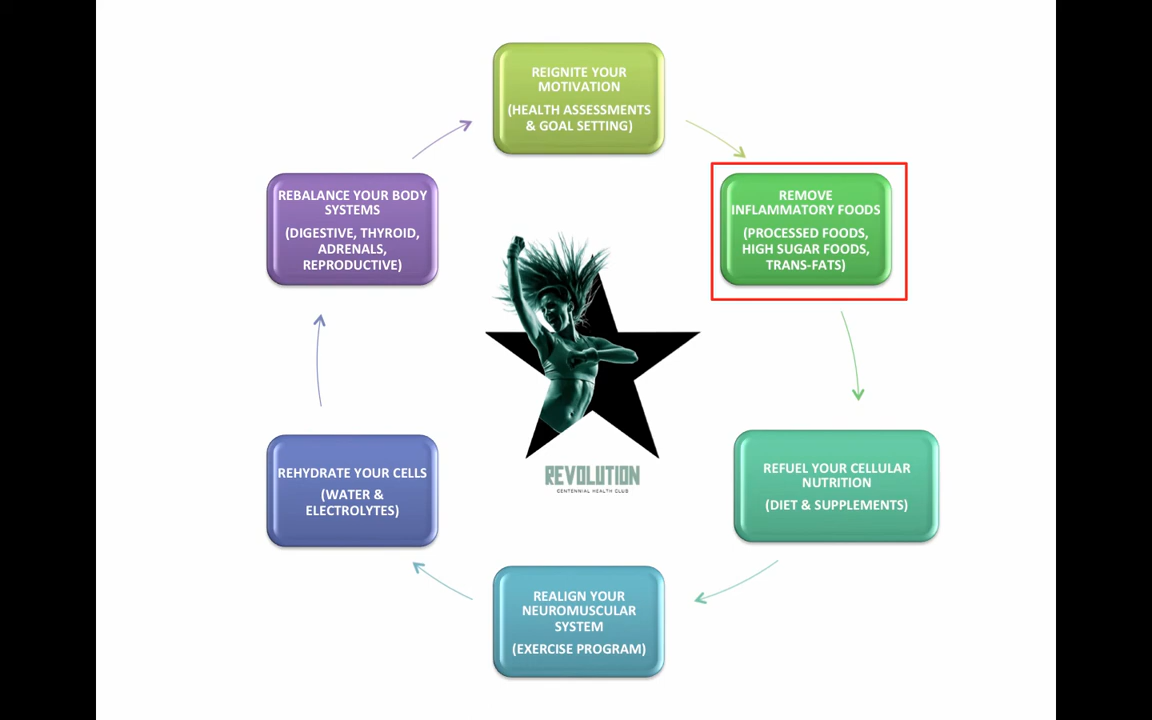 REIGNITE YOUR
MOTIVATION
(HEALTH ASSESSMENTS
& GOAL SETTING)
REMOVE
INFLAMMATORY FOODS
(PROCESSED FOODS,
HIGH SUGAR FOODS,
TRANS-FATS)
REFUEL YOUR CELLULAR
NUTRITION
(DIET & SUPPLEMENTS)
REALIGN YOUR
NEUROMUSCULAR
SYSTEM
(EXERCISE PROGRAM)
REHYDRATE YOUR CELLS
(WATER &
ELECTROLYTES)
REBALANCE YOUR BODY
SYSTEMS
(DIGESTIVE, THYROID,
ADRENALS,
REPRODUCTIVE)
REVOLUTION
CENTENNIAL HEALTH CLUB